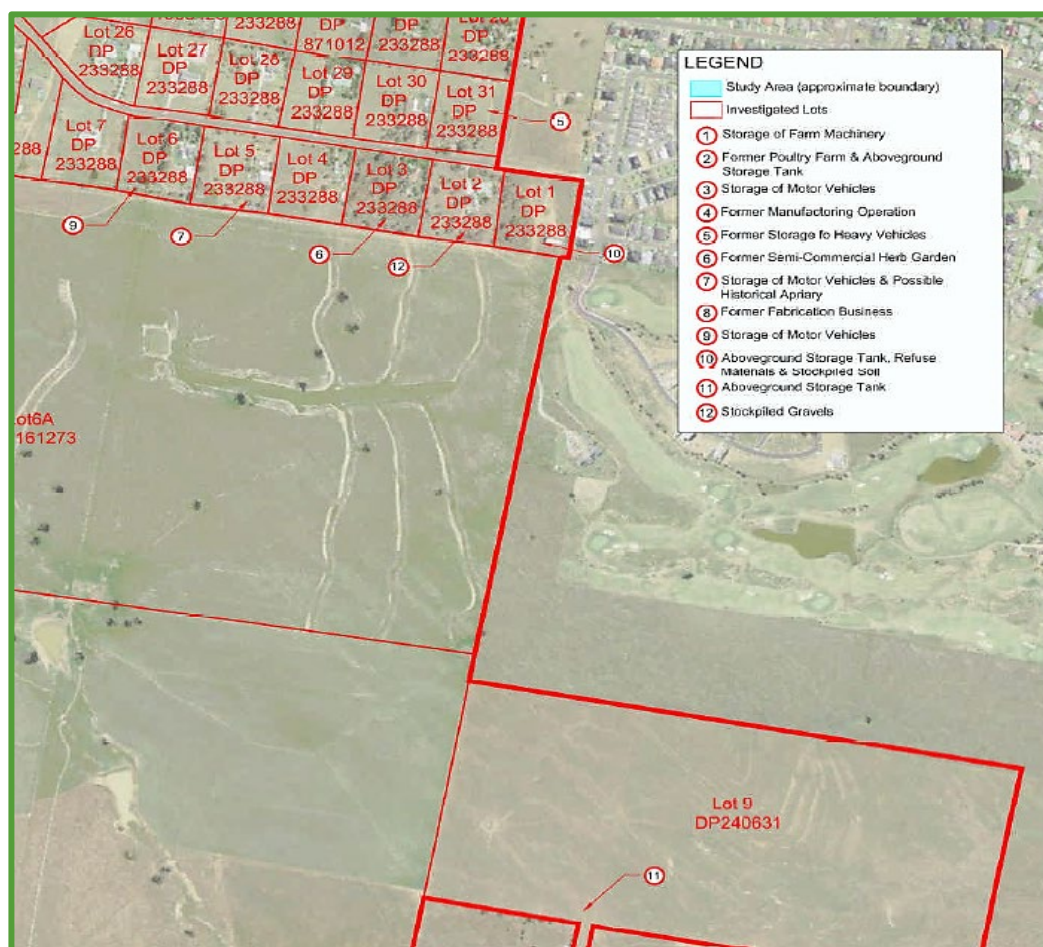 Lot 26
DP
233288
Lot 27
DP
233288
Lot 28
DP
233288
DP
871012
Lot 29
DP
233288
DP
233288
Lot 30
DP
233288
DP
233288
Lot 31
DP
233288
5
Lot 7
DP
233288
288
Lot 6
DP
233288
Lot 5
DP
233288
Lot 4
DP
233288
Lot 3
DP
233288
Lot 2
DP
233288
Lot 1
DP
233288
9
7
6
12
10
Lot6A
161273
Lot 9
DP240631
11
LEGEND
Study Area (approximate boundary)
Investigated Lots
1 Storage of Farm Machinery
2 Former Poultry Farm & Aboveground
Storage Tank
3 Storage of Motor Vehicles
4 Former Manufactoring Operation
5 Former Storage fo Heavy Vehicles
6 Former Semi-Commercial Herb Garden
7 Storage of Motor Vehicles & Possible
Historical Apriary
8 Former Fabrication Business
9 Storage of Motor Vehicles
10 Aboveground Storage Tank, Refuse
Materials & Stockpiled Soil
11 Aboveground Storage Tank
12 Stockpiled Gravels